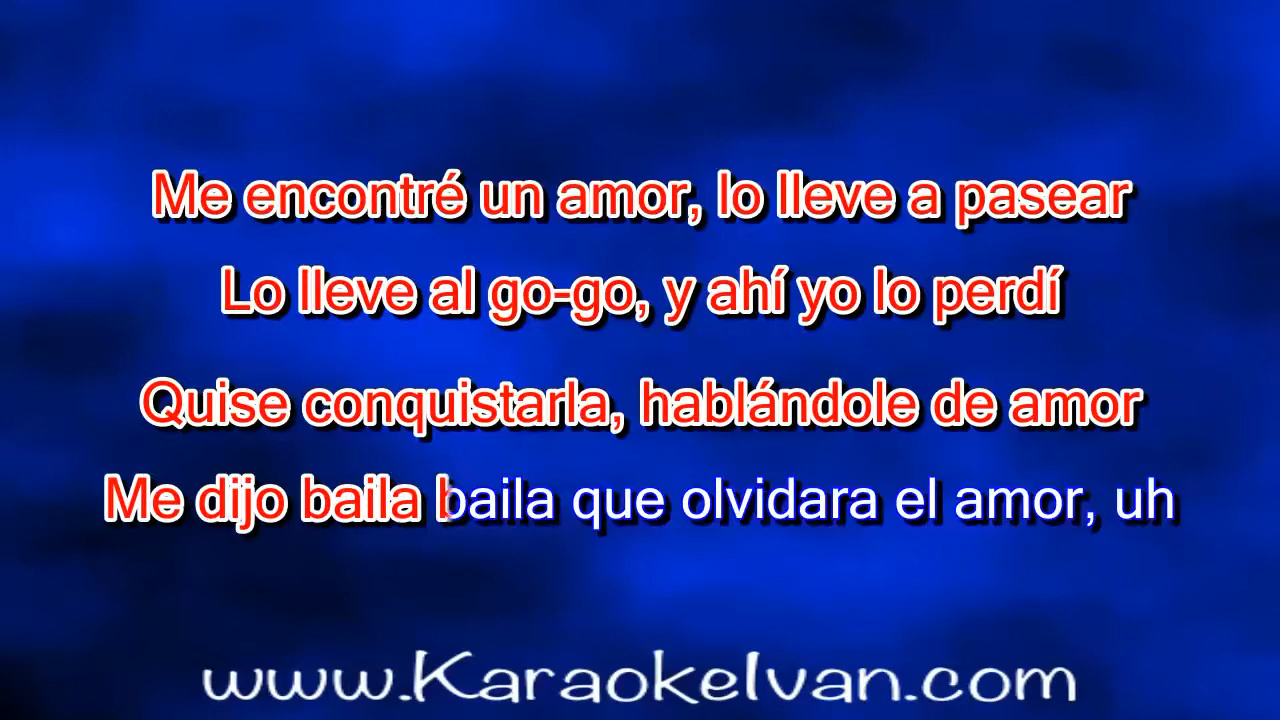 Me encontré un amor, lo lleve a pasear
Lo lleve al go-go, y ahí yo lo perdí
Quise conquistarla, hablándole de amor
Me dijo baila baila que olvidara el amor, uh
www.KaraokeIvan.com